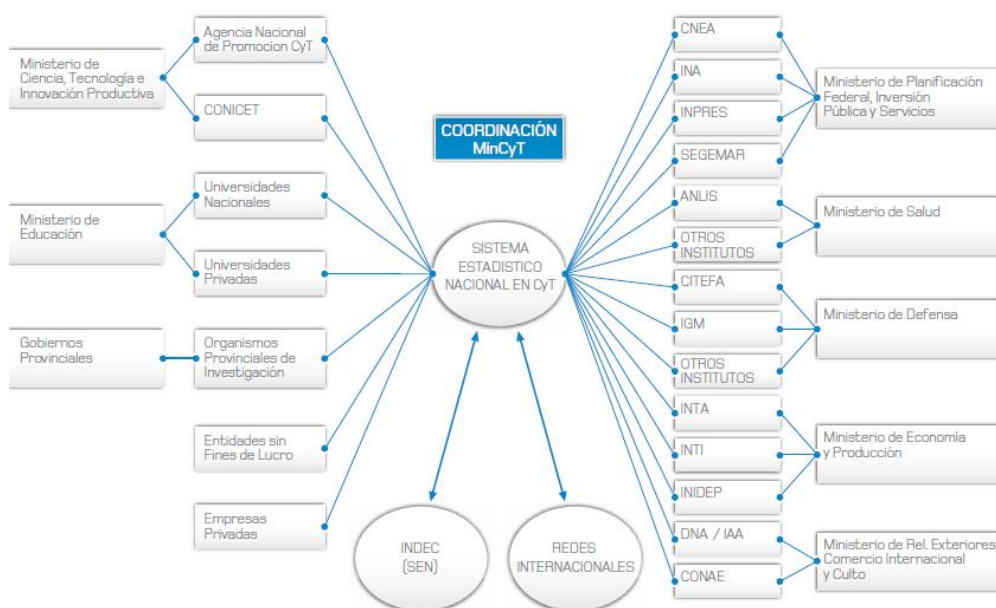 Ministerio de
Ciencia, Tecnología e
Innovación Productiva
Agencia Nacional
de Promocion CyT
CONICET
Ministerio de
Educación
Universidades
Nacionales
Universidades
Privadas
Gobiernos
Provinciales
Organismos
Provinciales de
Investigación
Entidades sin
Fines de Lucro
Empresas
Privadas
COORDINACIÓN
MinCyT
SISTEMA
ESTADISTICO
NACIONAL EN CyT
INDEC
(SEN)
REDES
INTERNACIONALES
CNEA
INA
INPRES
SEGEMAR
ANLIS
OTROS
INSTITUTOS
CITEFA
IGM
OTROS
INSTITUTOS
INTA
INTI
INIDEP
DNA / IAA
CONAE
Ministerio de Planificación
Federal, Inversión
Pública y Servicios
Ministerio de Salud
Ministerio de Defensa
Ministerio de Economía
y Producción
Ministerio de Rel. Exteriores,
Comercio Internacional
y Culto